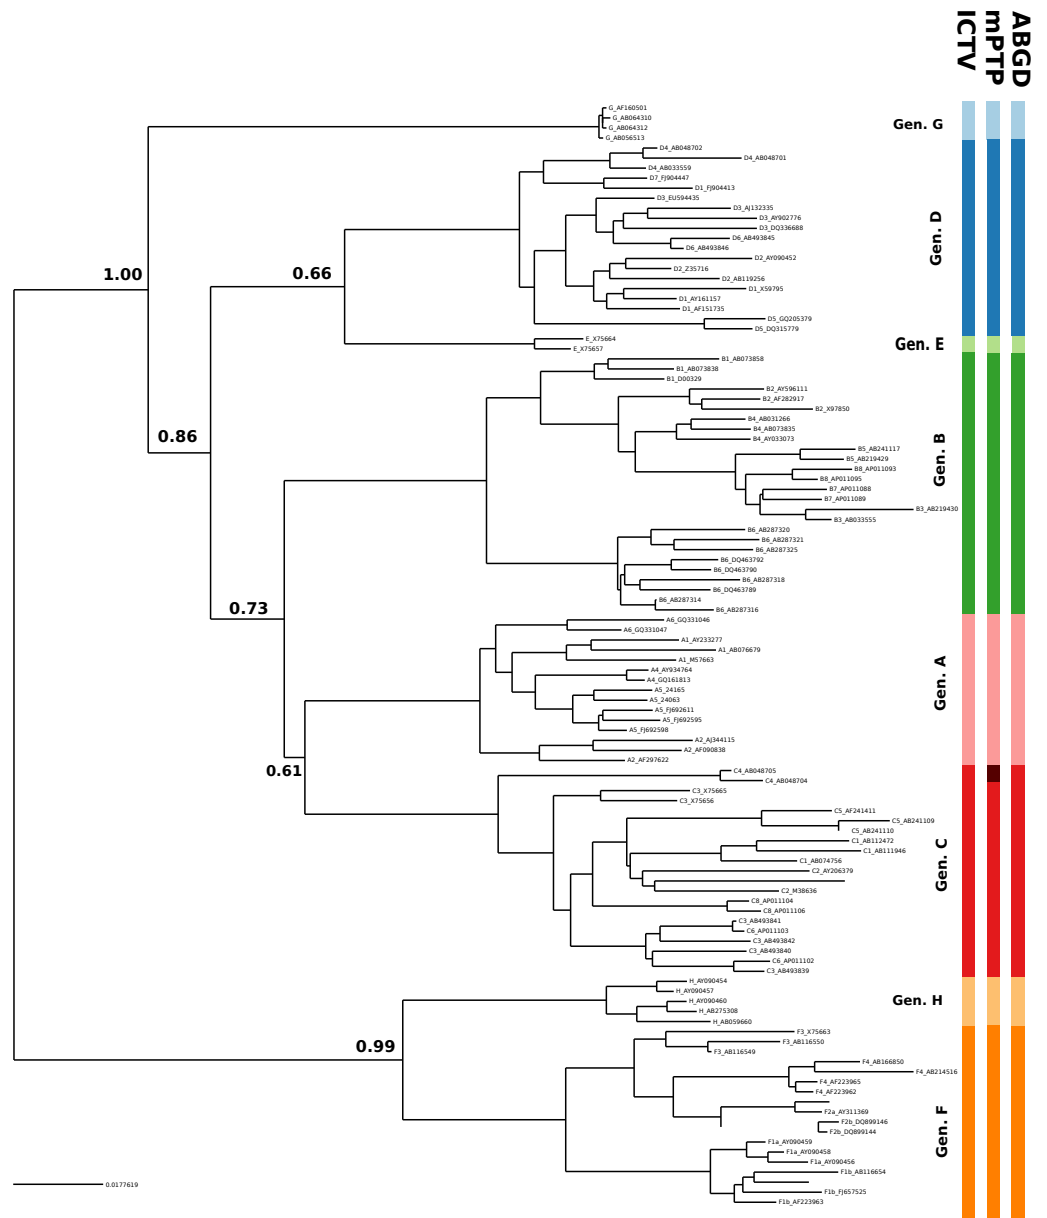 ICTV
mPTP
ABGD
G_AF160501
G_AB064310
G_AB064312
G_AB056513
Gen. G
D4_AB048702
D4_AB048701
D4_AB033559
D7_FJ904447
D1_FJ904413
D3_EU594435
D3_AJ132335
D3_AY902776
D3_DQ336688
D6_AB493845
D6_AB493846
D2_AY090452
D2_Z35716
D2_AB119256
D1_X59795
D1_AY161157
D1_AF151735
D5_GQ205379
D5_DQ315779
Gen. D
1.00
0.66
E_X75664
E_X75657
Gen. E
B1_AB073858
B1_AB073838
B1_D00329
B2_AY596111
B2_AF282917
B2_X97850
B4_AB031266
B4_AB073835
B4_AY033073
B5_AB241117
B5_AB219429
B8_AP011093
B8_AP011095
B7_AP011088
B7_AP011089
B3_AB219430
B3_AB033555
Gen. B
0.86
B6_AB287320
B6_AB287321
B6_AB287325
B6_DQ463792
B6_DQ463790
B6_AB287318
B6_DQ463789
B6_AB287314
B6_AB287316
0.73
A6_GQ331046
A6_GQ331047
A1_AY233277
A1_AB076679
A1_M57663
A4_AY934764
A4_GQ161813
A5_24165
A5_24063
A5_FJ692611
A5_FJ692595
A5_FJ692598
A2_AJ344115
A2_AF090838
A2_AF297622
Gen. A
0.61
C4_AB048705
C4_AB048704
C3_X75665
C3_X75656
C5_AF241411
C5_AB241109
C5_AB241110
C1_AB112472
C1_AB111946
C1_AB074756
C2_AY206379
C2_M38636
C8_AP011104
C8_AP011106
C3_AB493841
C6_AP011103
C3_AB493842
C3_AB493840
C6_AP011102
C3_AB493839
Gen. C
H_AY090454
H_AY090457
H_AY090460
H_AB275308
H_AB059660
Gen. H
0.99
F3_X75663
F3_AB116550
F3_AB116549
F4_AB166850
F4_AB214516
F4_AF223965
F4_AF223962
F2a_AY311369
F2b_DQ899146
F2b_DQ899144
F1a_AY090459
F1a_AY090458
F1a_AY090456
F1b_AB116654
F1b_FJ657525
F1b_AF223963
Gen. F
0.0177619